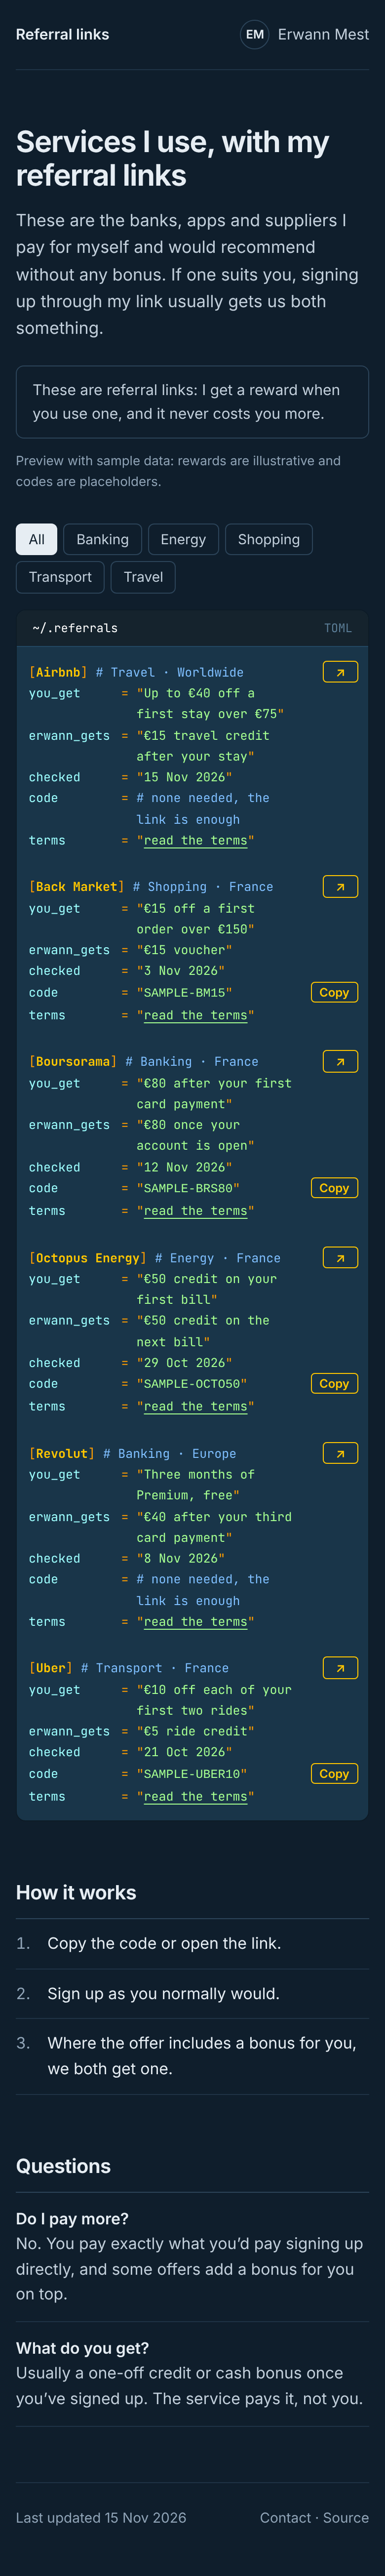 Referral links
EM Erwann Mest
Services I use, with my
referral links
These are the banks, apps and suppliers I
pay for myself and would recommend
without any bonus. If one suits you, signing
up through my link usually gets us both
something.
These are referral links: I get a reward when
you use one, and it never costs you more.
Preview with sample data: rewards are illustrative and
codes are placeholders.
All Banking Energy Shopping
Transport Travel
~/.referrals TOML
[Airbnb] # Travel · Worldwide ↗
you_get = "Up to €40 off a
first stay over €75"
erwann_gets = "€15 travel credit
after your stay"
checked = "15 Nov 2026"
code = # none needed, the
link is enough
terms = "read the terms"
[Back Market] # Shopping · France ↗
you_get = "€15 off a first
order over €150"
erwann_gets = "€15 voucher"
checked = "3 Nov 2026"
code = "SAMPLE-BM15" Copy
terms = "read the terms"
[Boursorama] # Banking · France ↗
you_get = "€80 after your first
card payment"
erwann_gets = "€80 once your
account is open"
checked = "12 Nov 2026"
code = "SAMPLE-BRS80" Copy
terms = "read the terms"
[Octopus Energy] # Energy · France ↗
you_get = "€50 credit on your
first bill"
erwann_gets = "€50 credit on the
next bill"
checked = "29 Oct 2026"
code = "SAMPLE-OCTO50" Copy
terms = "read the terms"
[Revolut] # Banking · Europe ↗
you_get = "Three months of
Premium, free"
erwann_gets = "€40 after your third
card payment"
checked = "8 Nov 2026"
code = # none needed, the
link is enough
terms = "read the terms"
[Uber] # Transport · France ↗
you_get = "€10 off each of your
first two rides"
erwann_gets = "€5 ride credit"
checked = "21 Oct 2026"
code = "SAMPLE-UBER10" Copy
terms = "read the terms"
How it works
1. Copy the code or open the link.
2. Sign up as you normally would.
3. Where the offer includes a bonus for you,
we both get one.
Questions
Do I pay more?
No. You pay exactly what you’d pay signing up
directly, and some offers add a bonus for you
on top.
What do you get?
Usually a one-off credit or cash bonus once
you’ve signed up. The service pays it, not you.
Last updated 15 Nov 2026 Contact · Source